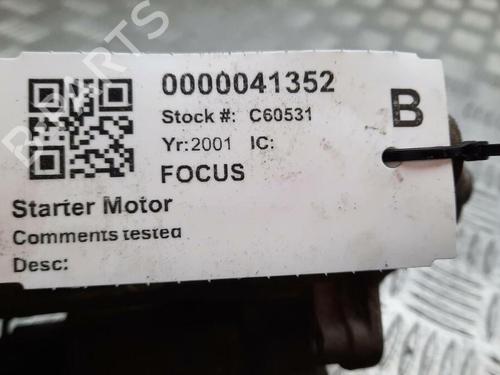 0000041352
Stock #: C60531
B
Yr:2001 IC:
FOCUS
Starter Motor
Comments tested
Desc: